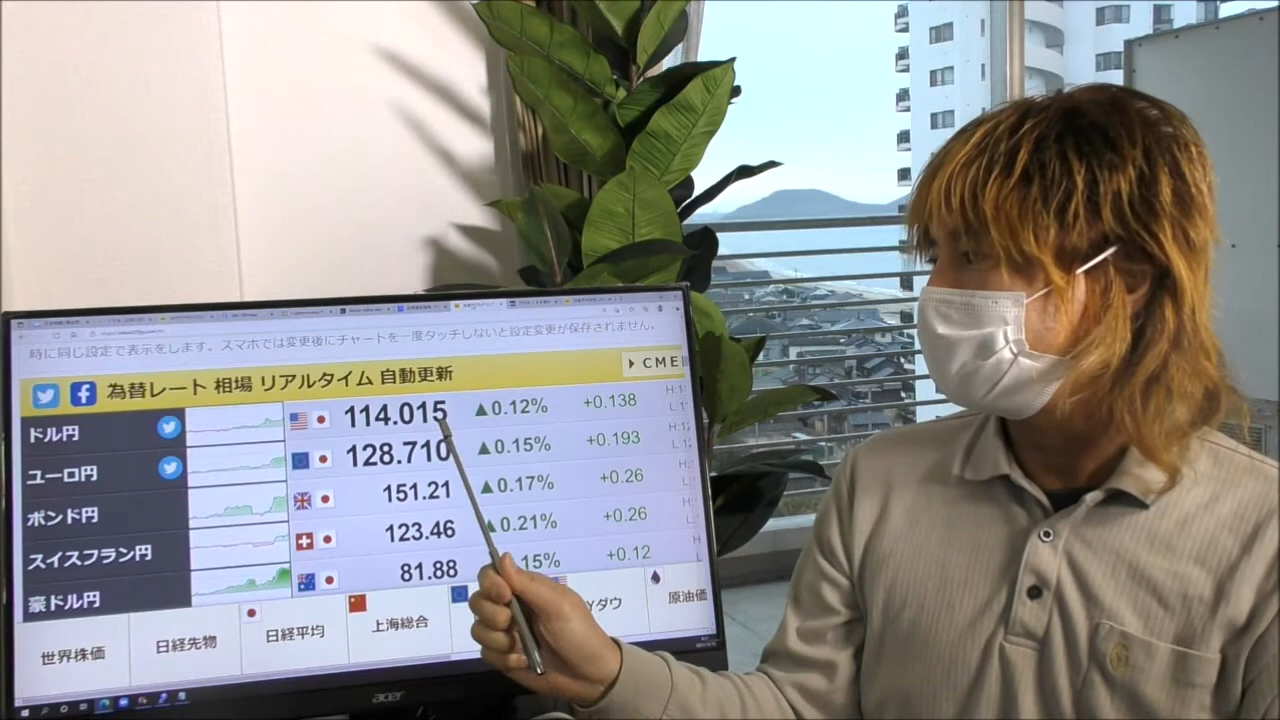 時に同じ設定で表示をします。スマホでは変更後にチャートを一度タッチしないと設定変更が保存されません。
為替レート 相場 リアルタイム 自動更新
CME
ドル円 114.015 ▲0.12% +0.138
ユーロ円 128.710 ▲0.15% +0.193
ポンド円 151.21 ▲0.17% +0.26
スイスフラン円 123.46 ▲0.21% +0.26
豪ドル円 81.88 15% +0.12
世界株価 日経先物 日経平均 上海総合 Yダウ 原油価
acer